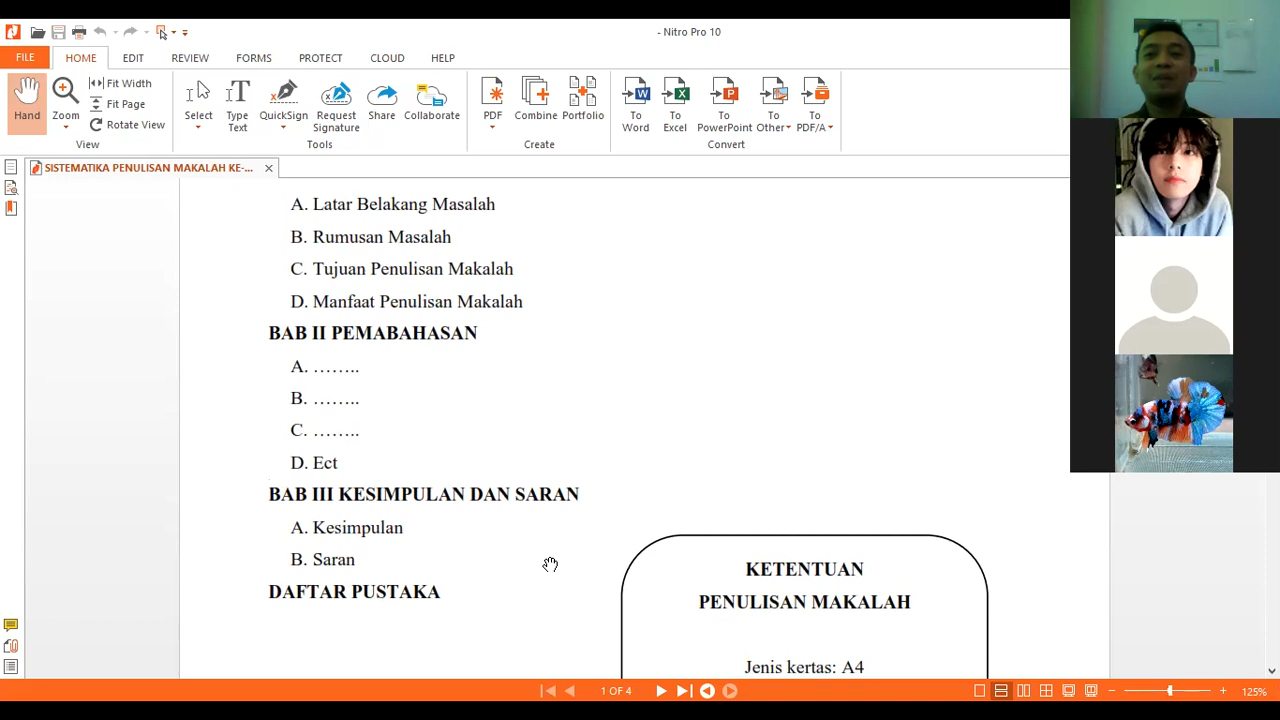 - Nitro Pro 10
FILE HOME EDIT REVIEW FORMS PROTECT CLOUD HELP
Hand
Zoom
Fit Width
Fit Page
Rotate View
View
Select
Type Text
QuickSign
Request Signature
Share
Collaborate
Tools
PDF
Combine
Portfolio
Create
To Word
To Excel
To PowerPoint
To Other
To PDF/A
Convert
SISTEMATIKA PENULISAN MAKALAH KE-...
A. Latar Belakang Masalah
B. Rumusan Masalah
C. Tujuan Penulisan Makalah
D. Manfaat Penulisan Makalah
BAB II PEMABAHASAN
A. ……..
B. ……..
C. ……..
D. Ect
BAB III KESIMPULAN DAN SARAN
A. Kesimpulan
B. Saran
DAFTAR PUSTAKA
KETENTUAN
PENULISAN MAKALAH
Jenis kertas: A4
1 OF 4
125%